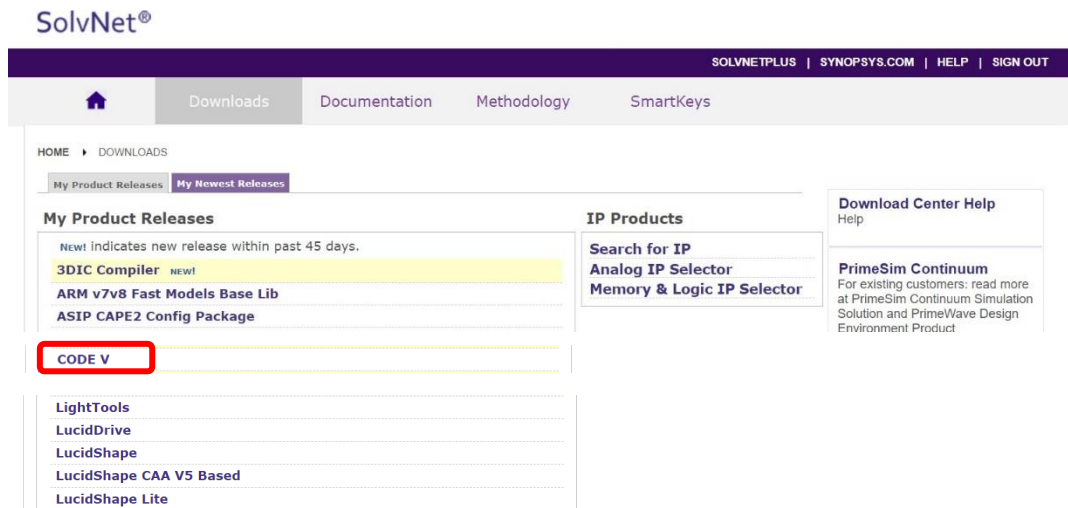 SolvNet®
SOLVNETPLUS | SYNOPSYS.COM | HELP | SIGN OUT
Downloads Documentation Methodology SmartKeys
HOME DOWNLOADS
My Product Releases My Newest Releases
My Product Releases
NEW! indicates new release within past 45 days.
3DIC Compiler NEW!
ARM v7v8 Fast Models Base Lib
ASIP CAPE2 Config Package
CODE V
LightTools
LucidDrive
LucidShape
LucidShape CAA V5 Based
LucidShape Lite
IP Products
Search for IP
Analog IP Selector
Memory & Logic IP Selector
Download Center Help
Help
PrimeSim Continuum
For existing customers: read more
at PrimeSim Continuum Simulation
Solution and PrimeWave Design
Environment Product